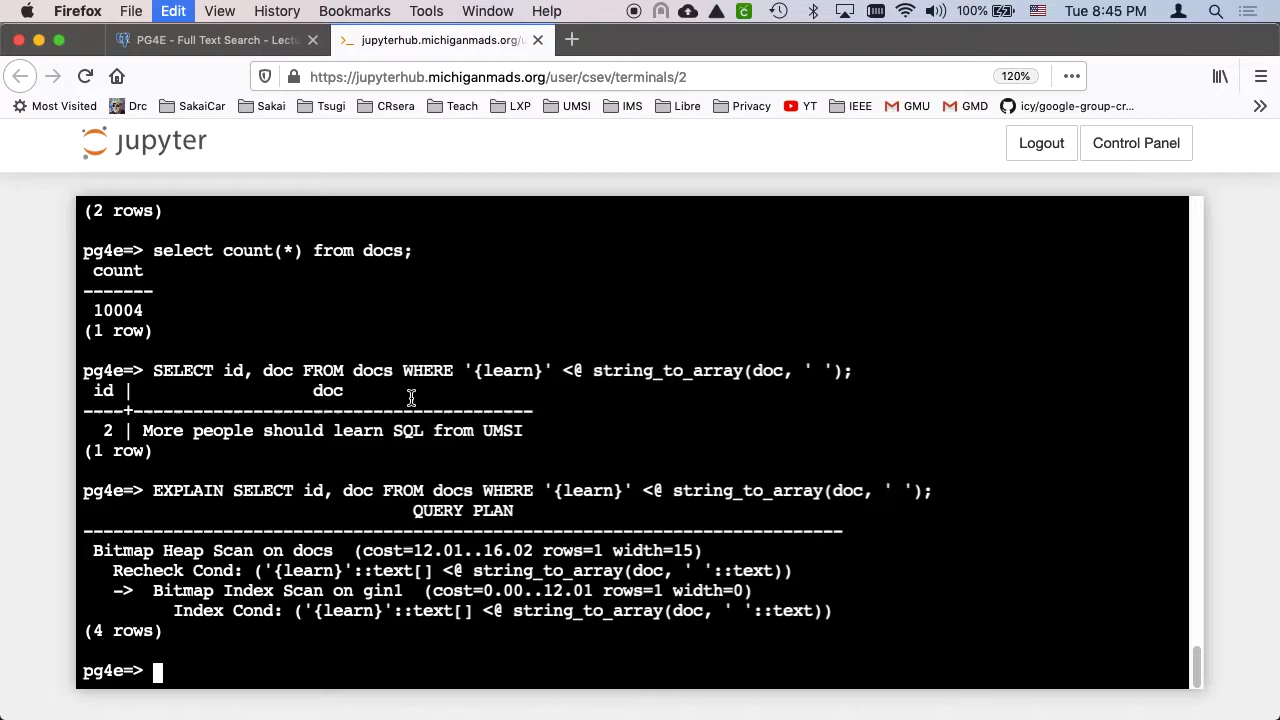 Firefox File Edit View History Bookmarks Tools Window Help 100% Tue 8:45 PM
PG4E - Full Text Search - Lectu
jupyterhub.michiganmads.org/u
https://jupyterhub.michiganmads.org/user/csev/terminals/2 120%
Most Visited Drc SakaiCar Sakai Tsugi CRsera Teach LXP UMSI IMS Libre Privacy YT IEEE GMU GMD icy/google-group-cr...
jupyter Logout Control Panel
(2 rows)
pg4e=> select count(*) from docs;
count
-------
10004
(1 row)
pg4e=> SELECT id, doc FROM docs WHERE '{learn}' <@ string_to_array(doc, ' ');
id | doc
----+----------------------------------------
2 | More people should learn SQL from UMSI
(1 row)
pg4e=> EXPLAIN SELECT id, doc FROM docs WHERE '{learn}' <@ string_to_array(doc, ' ');
QUERY PLAN
----------------------------------------------------------------------------
Bitmap Heap Scan on docs (cost=12.01..16.02 rows=1 width=15)
Recheck Cond: ('{learn}'::text[] <@ string_to_array(doc, ' '::text))
-> Bitmap Index Scan on gin1 (cost=0.00..12.01 rows=1 width=0)
Index Cond: ('{learn}'::text[] <@ string_to_array(doc, ' '::text))
(4 rows)
pg4e=>